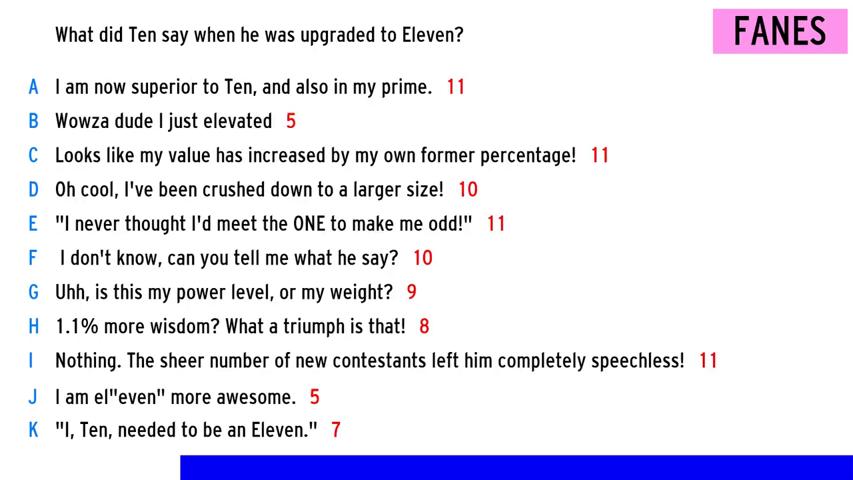 What did Ten say when he was upgraded to Eleven?
FANES
A I am now superior to Ten, and also in my prime. 11
B Wowza dude I just elevated 5
C Looks like my value has increased by my own former percentage! 11
D Oh cool, I've been crushed down to a larger size! 10
E "I never thought I'd meet the ONE to make me odd!" 11
F I don't know, can you tell me what he say? 10
G Uhh, is this my power level, or my weight? 9
H 1.1% more wisdom? What a triumph is that! 8
I Nothing. The sheer number of new contestants left him completely speechless! 11
J I am el"even" more awesome. 5
K "I, Ten, needed to be an Eleven." 7